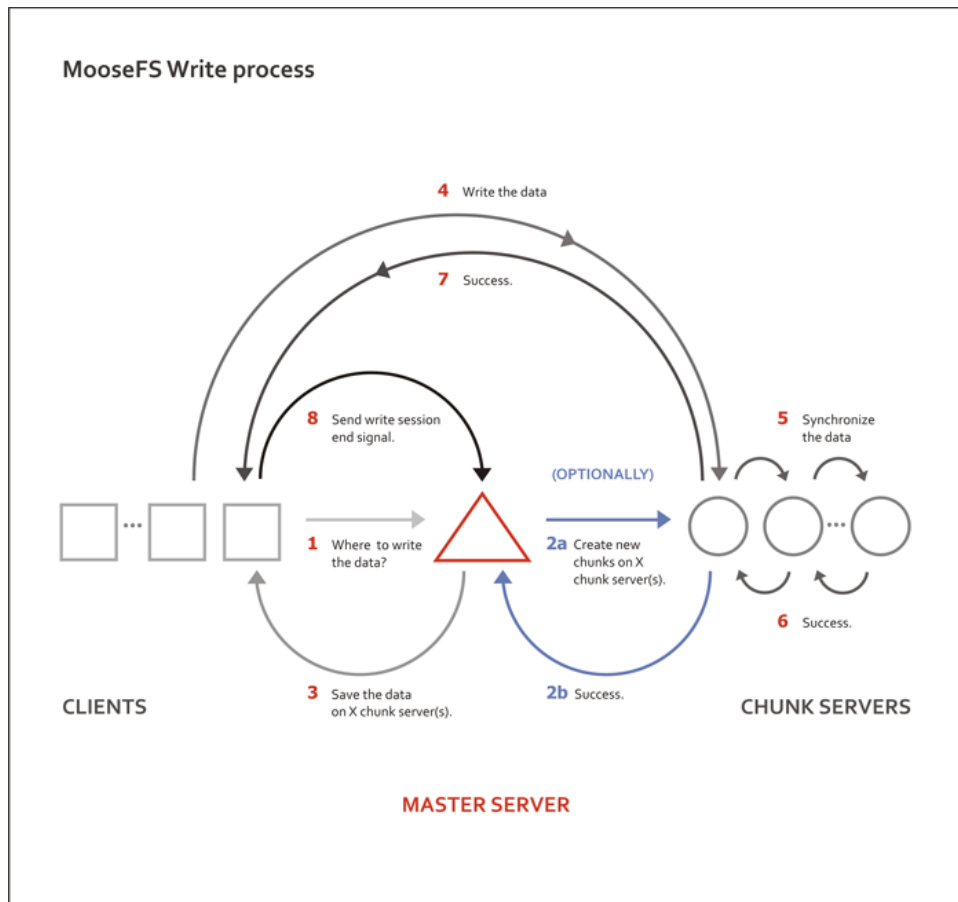 MooseFS Write process
4 Write the data
7 Success.
8 Send write session
end signal.
5 Synchronize
the data
(OPTIONALLY)
...
...
1 Where to write
the data?
2a Create new
chunks on X
chunk server(s).
6 Success.
3 Save the data
on X chunk server(s).
2b Success.
CLIENTS
CHUNK SERVERS
MASTER SERVER